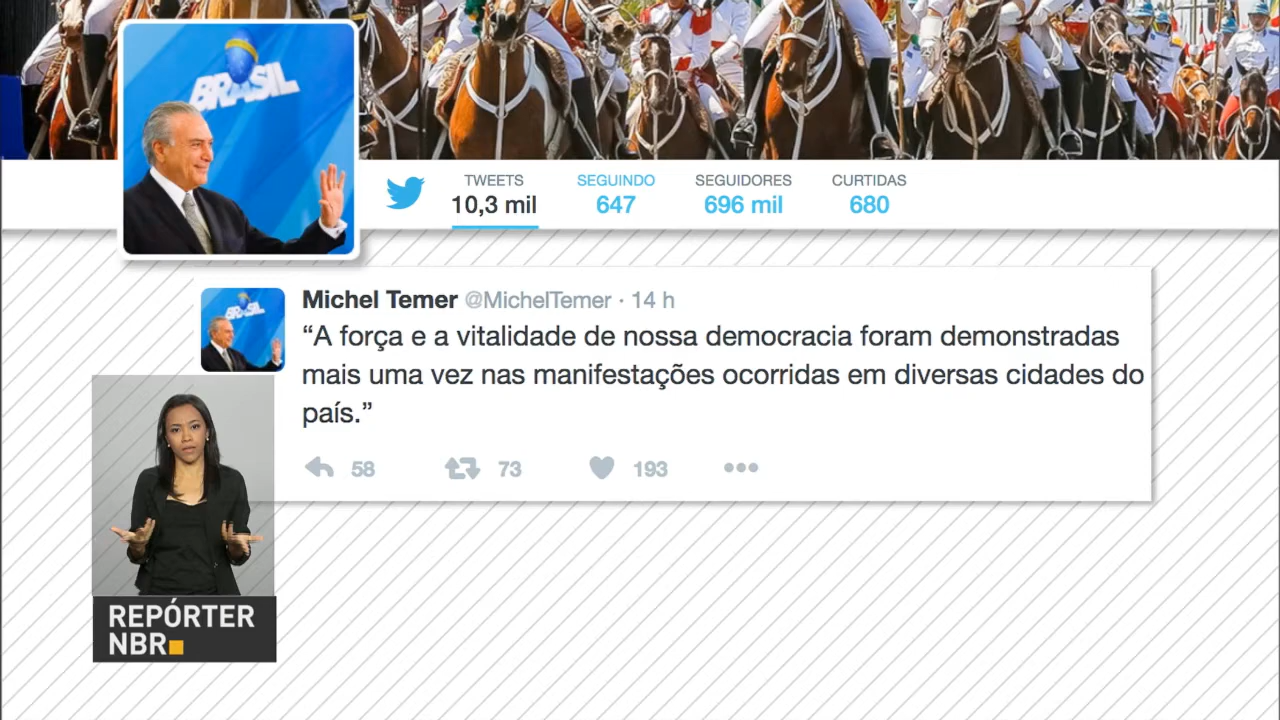 BRASIL
TWEETS
10,3 mil
SEGUINDO
647
SEGUIDORES
696 mil
CURTIDAS
680
BRASIL
Michel Temer @MichelTemer · 14 h
“A força e a vitalidade de nossa democracia foram demonstradas
mais uma vez nas manifestações ocorridas em diversas cidades do
país.”
58
73
193
REPÓRTER
NBR